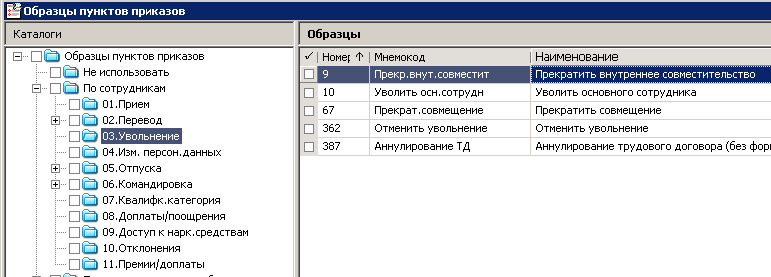 Образцы пунктов приказов
Каталоги
Образцы пунктов приказов
Не использовать
По сотрудникам
01.Прием
02.Перевод
03.Увольнение
04.Изм. персон.данных
05.Отпуска
06.Командировка
07.Квалифк.категория
08.Доплаты/поощрения
09.Доступ к нарк.средствам
10.Отклонения
11.Премии/доплаты
Образцы
Номер Мнемокод Наименование
9 Прекр.внут.совместит Прекратить внутреннее совместительство
10 Уволить осн.сотрудн Уволить основного сотрудника
67 Прекрат.совмещение Прекратить совмещение
362 Отменить увольнение Отменить увольнение
387 Аннулирование ТД Аннулирование трудового договора (без фор